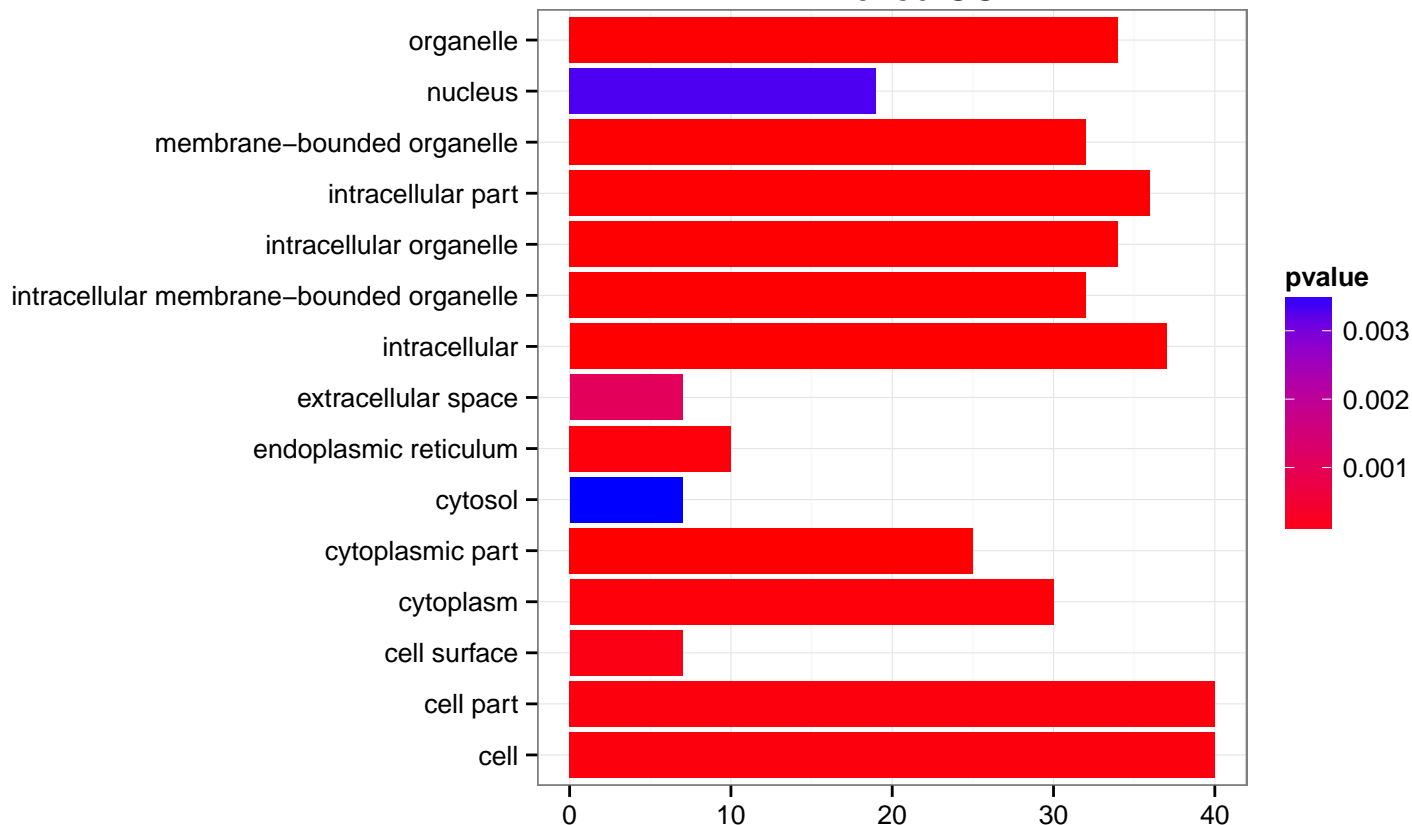 organelle
nucleus
membrane−bounded organelle
intracellular part
intracellular organelle
intracellular membrane−bounded organelle
intracellular
extracellular space
endoplasmic reticulum
cytosol
cytoplasmic part
cytoplasm
cell surface
cell part
cell
0 10 20 30 40
pvalue
0.003
0.002
0.001